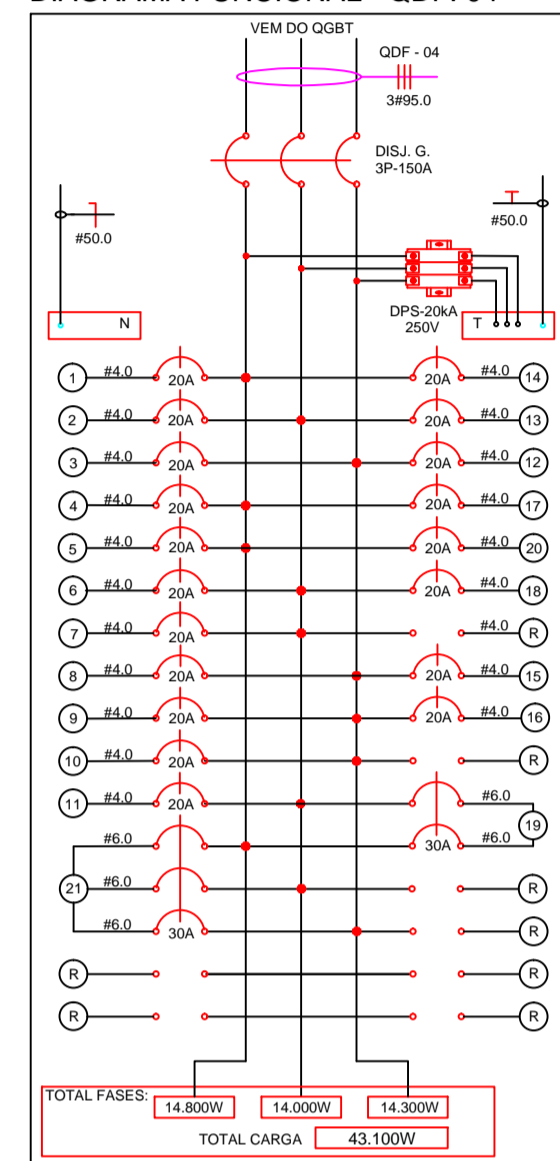 VEM DO QGBT
QDF - 04
3#95.0
DISJ. G.
3P-150A
#50.0
#50.0
N
DPS-20kA
250V
T
1 #4.0 20A 20A #4.0 14
2 #4.0 20A 20A #4.0 13
3 #4.0 20A 20A #4.0 12
4 #4.0 20A 20A #4.0 17
5 #4.0 20A 20A #4.0 20
6 #4.0 20A 20A #4.0 18
7 #4.0 20A #4.0 R
8 #4.0 20A 20A #4.0 15
9 #4.0 20A 20A #4.0 16
10 #4.0 20A R
11 #4.0 20A #6.0
19
#6.0 30A #6.0
21 #6.0 R
#6.0 30A R
R R
R R
TOTAL FASES:
14.800W 14.000W 14.300W
TOTAL CARGA 43.100W